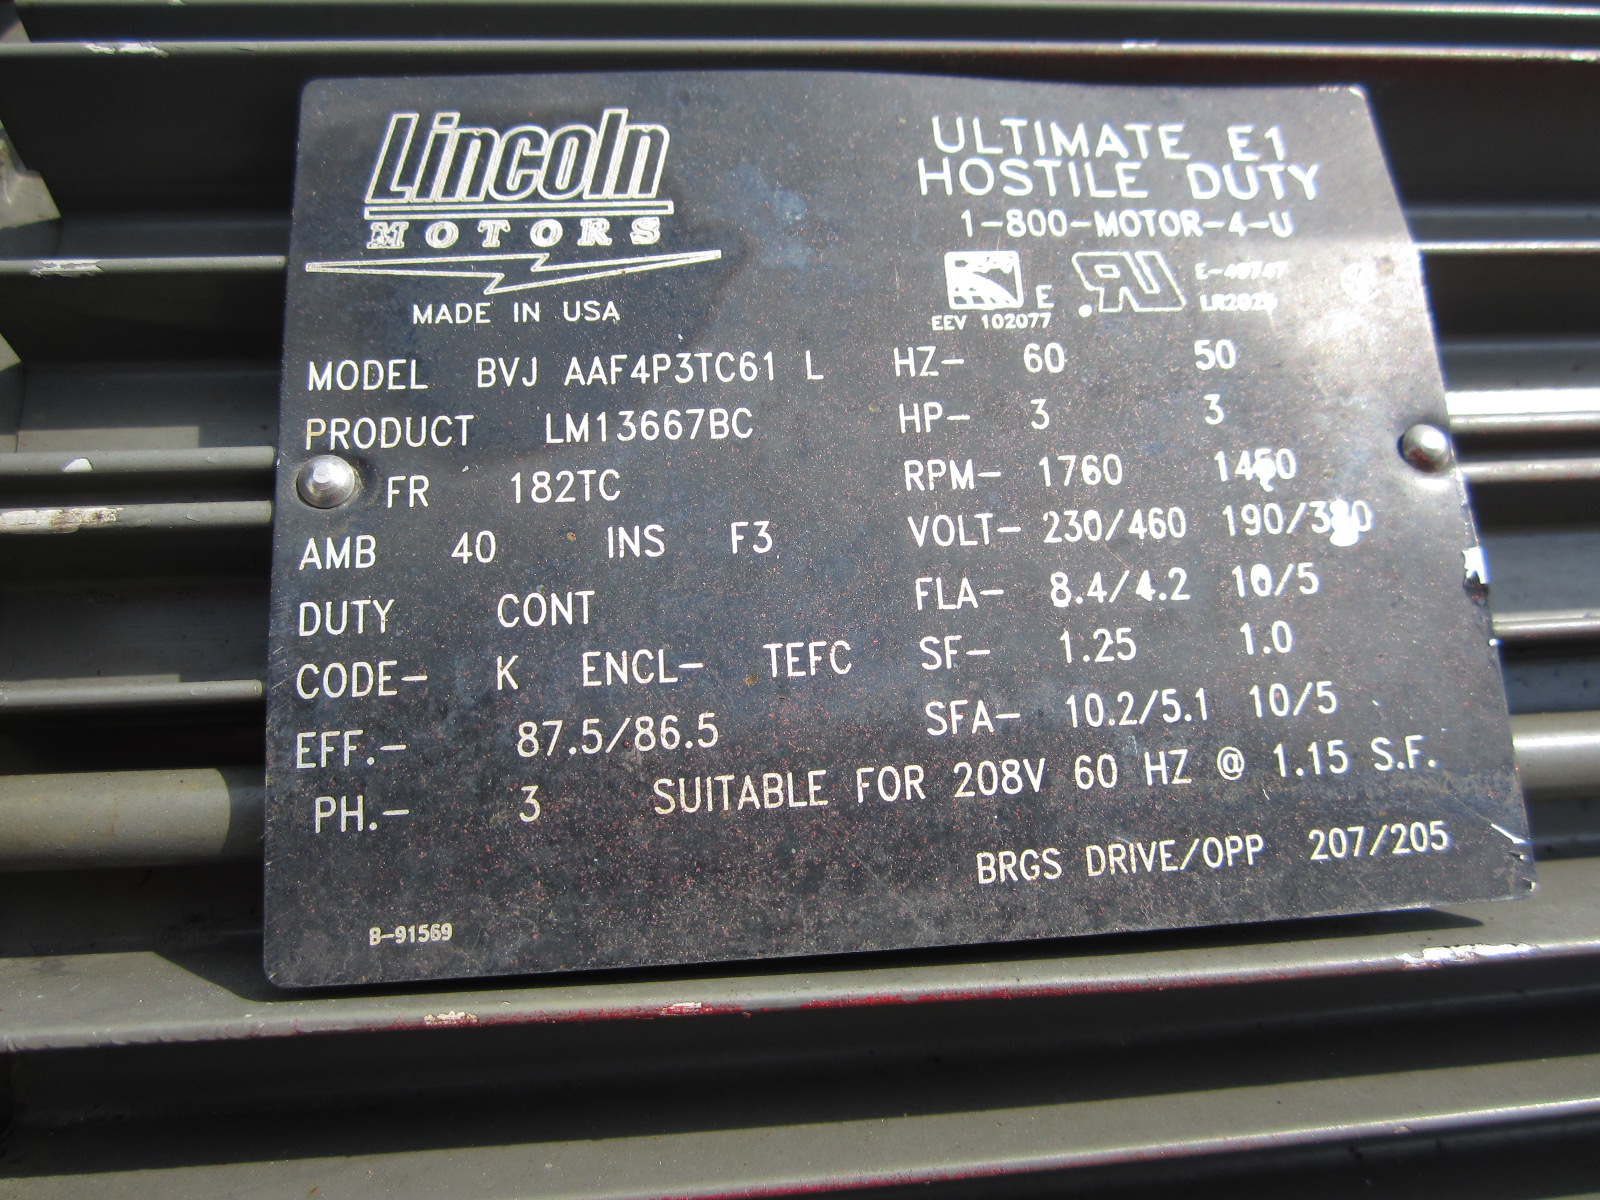 Lincoln
MOTORS
MADE IN USA
ULTIMATE E1
HOSTILE DUTY
1-800-MOTOR-4-U
E
EEV 102077
MODEL BVJ AAF4P3TC61 L
PRODUCT LM13667BC
FR 182TC
AMB 40 INS F3
DUTY CONT
CODE- K ENCL- TEFC
EFF.- 87.5/86.5
PH.- 3
HZ- 60 50
HP- 3 3
RPM- 1760
VOLT- 230/460 190/380
FLA- 8.4/4.2 10/5
SF- 1.25 1.0
SFA- 10.2/5.1 10/5
SUITABLE FOR 208V 60 HZ @ 1.15 S.F.
BRGS DRIVE/OPP 207/205
B-91569